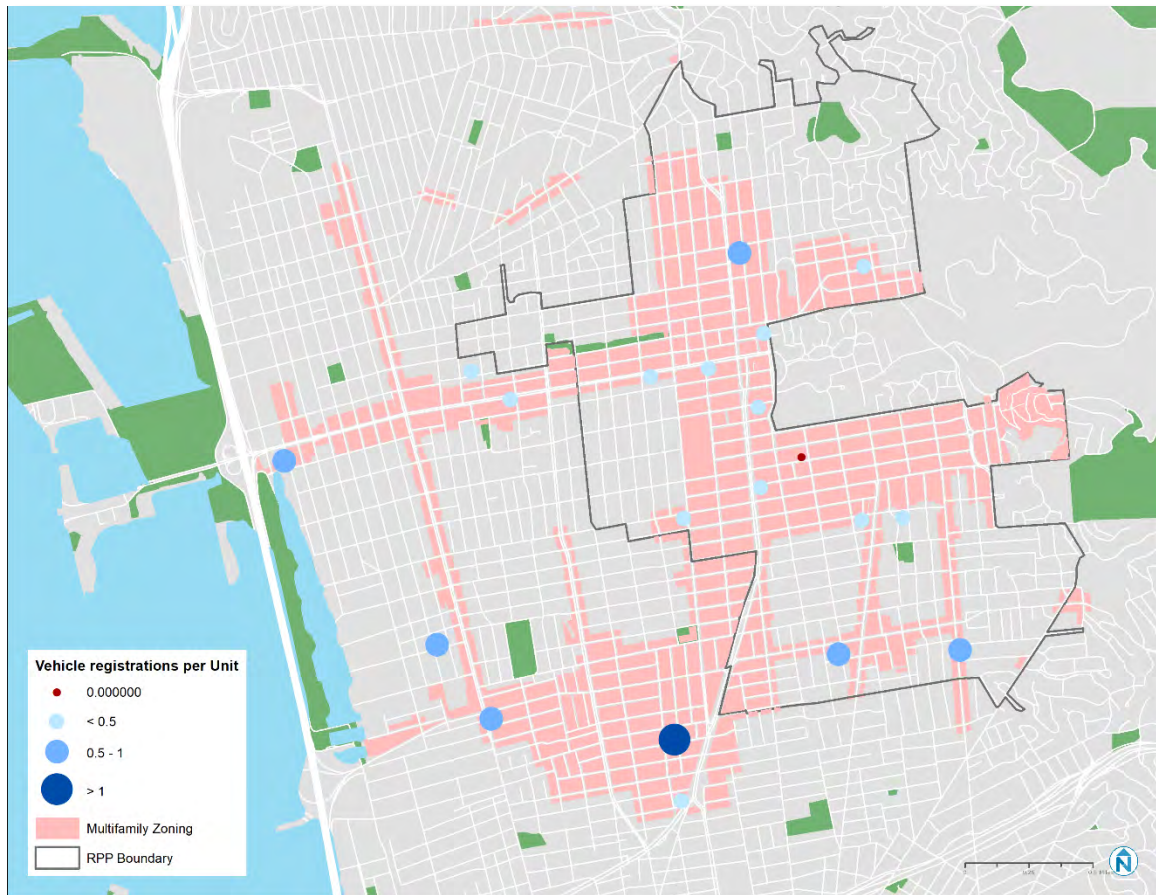 Vehicle registrations per Unit
0.000000
< 0.5
0.5 - 1
> 1
Multifamily Zoning
RPP Boundary
N